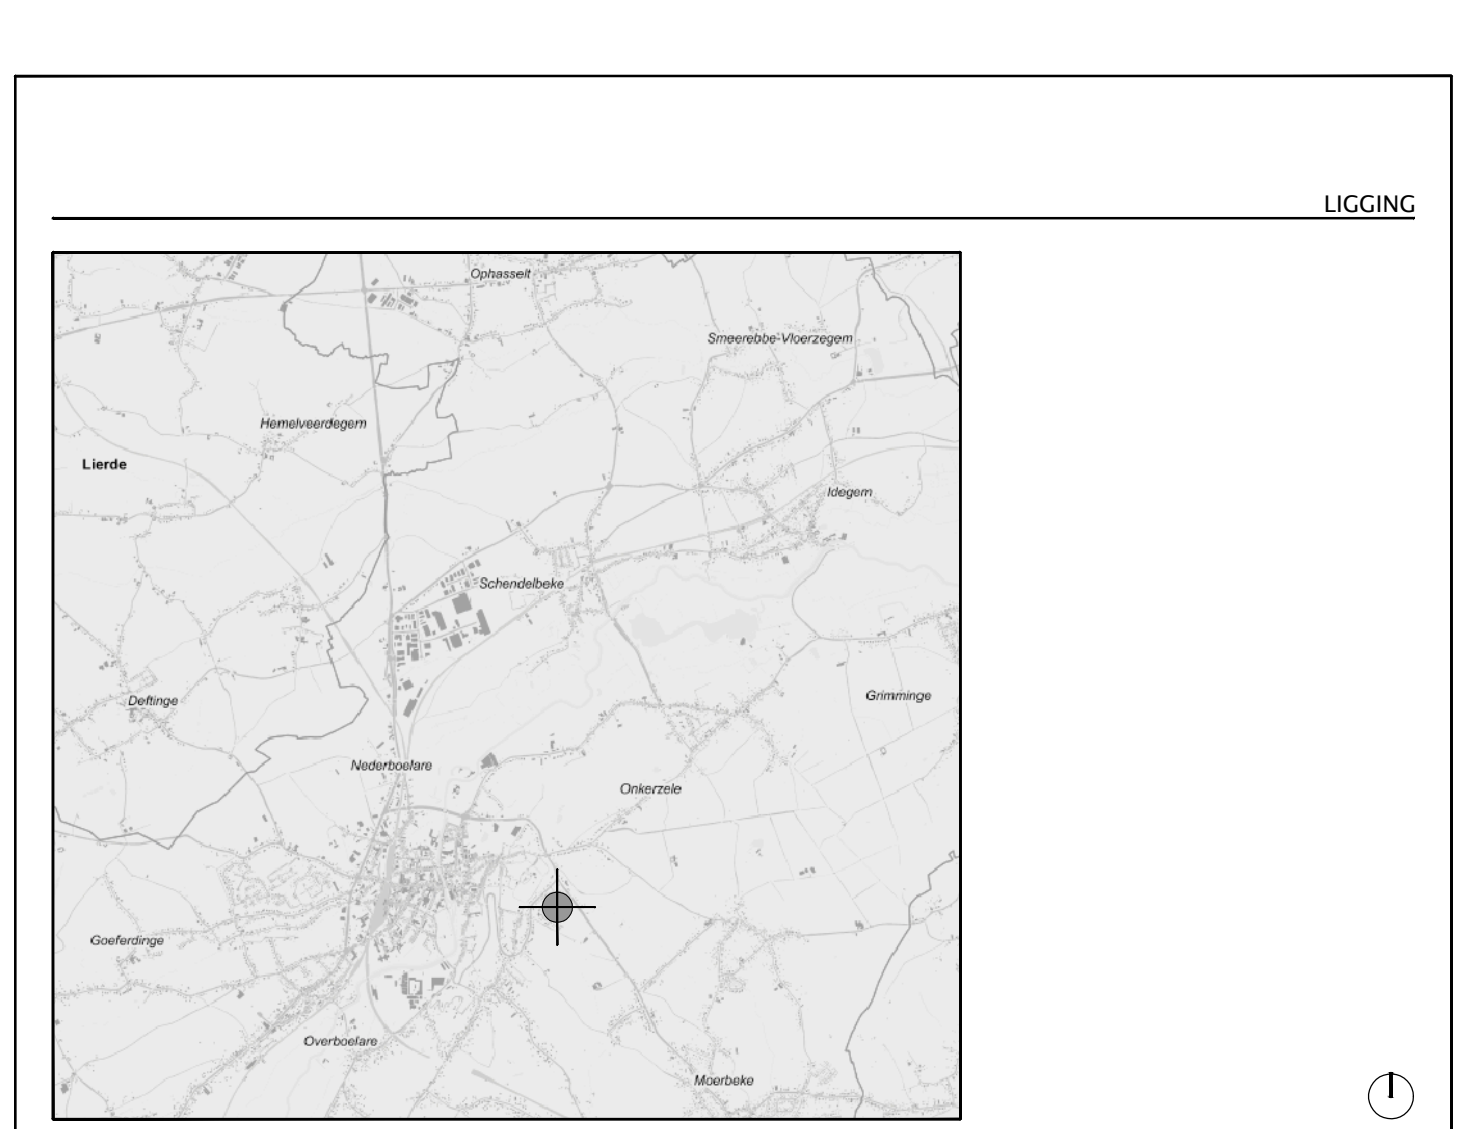 LIGGING
Ophasselt
Smeerebbe-Vloerzegem
Hemelveerdegem
Lierde
Idegem
Schendelbeke
Grimminge
Deftinge
Nederboelare
Onkerzele
Goeferdinge
Overboelare
Moerbeke